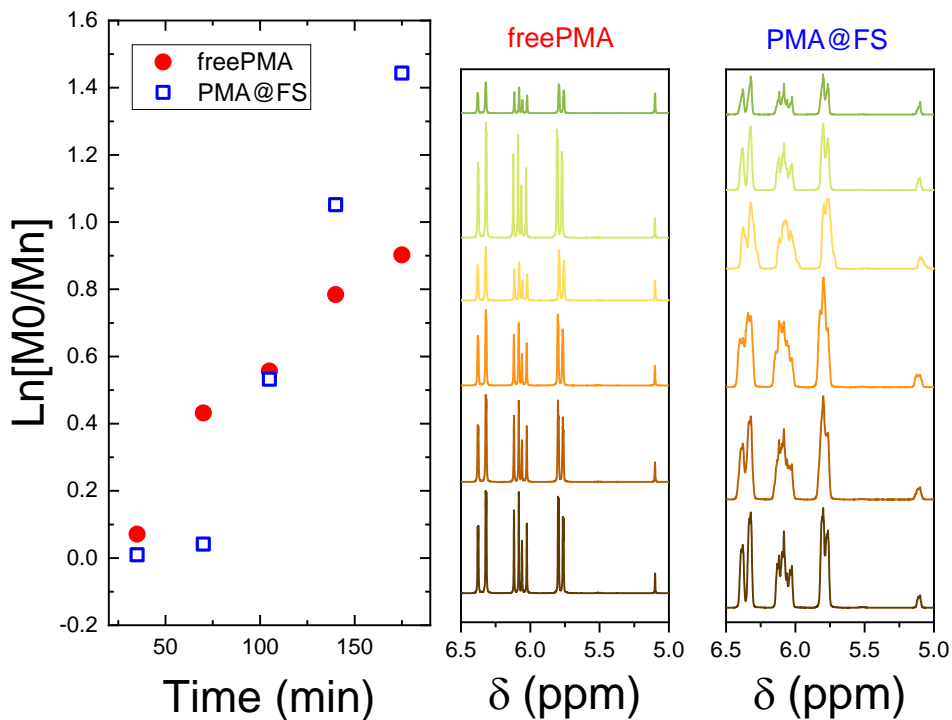 freePMA
PMA@FS
1.6
1.4
1.2
1.0
0.8
0.6
0.4
0.2
0.0
-0.2
Ln[M0/Mn]
50
100
150
Time (min)
freePMA
6.5
6.0
5.5
5.0
δ (ppm)
PMA@FS
6.5
6.0
5.5
5.0
δ (ppm)